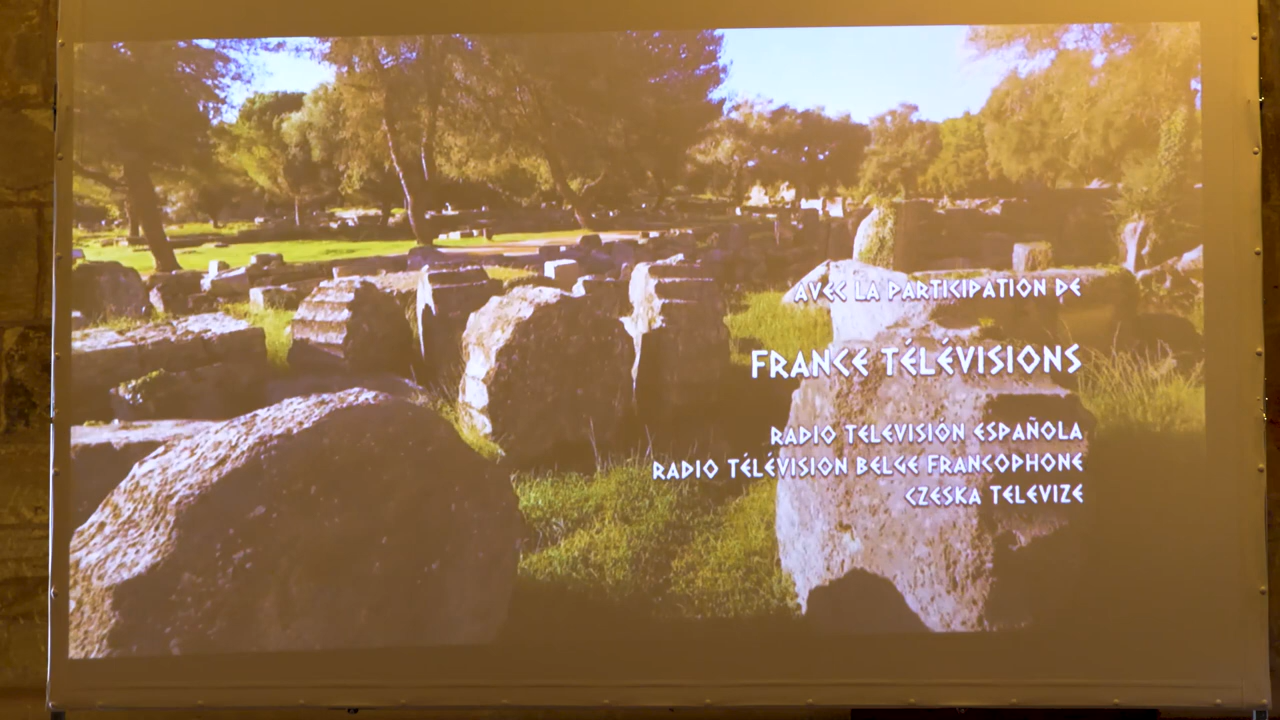 AVEC LA PARTICIPATION DE
FRANCE TÉLÉVISIONS
RADIO TELEVISIÓN ESPAÑOLA
RADIO TÉLÉVISION BELGE FRANCOPHONE
CZESKA TELEVIZE